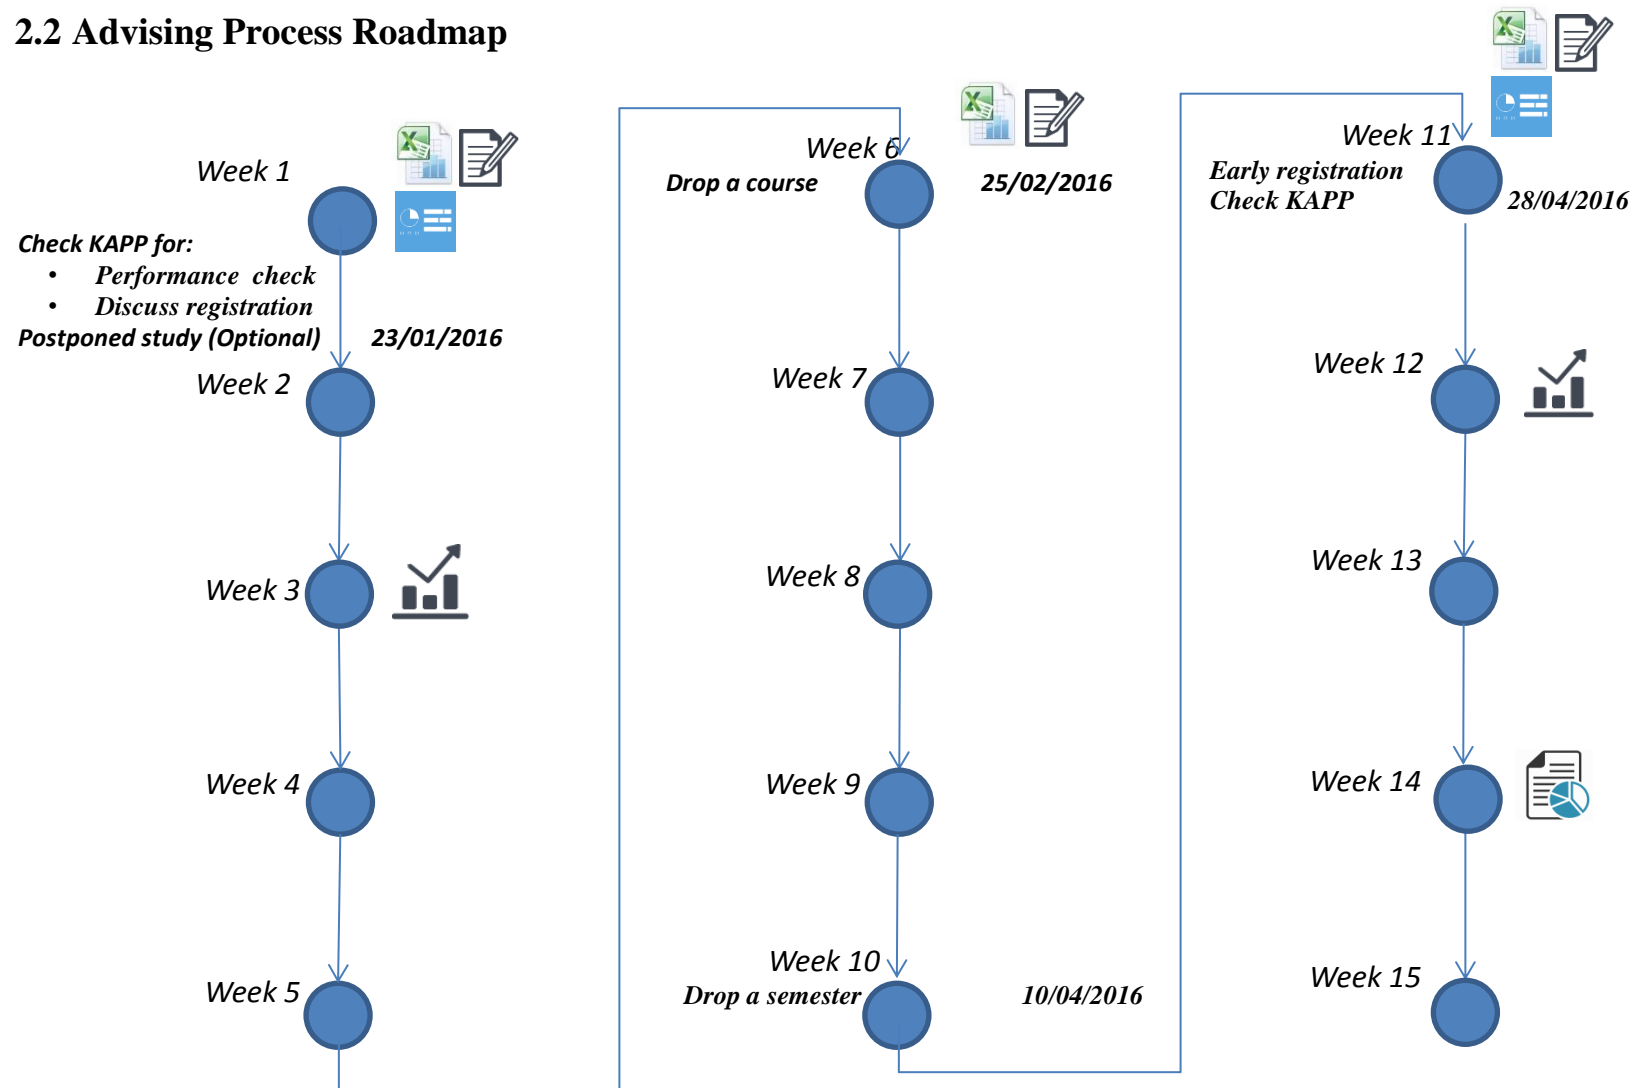 2.2 Advising Process Roadmap
Week 1
Check KAPP for:
• Performance check
• Discuss registration
Postponed study (Optional) 23/01/2016
Week 2
Week 3
Week 4
Week 5
Week 6
Drop a course 25/02/2016
Week 7
Week 8
Week 9
Week 10
Drop a semester 10/04/2016
Week 11
Early registration
Check KAPP 28/04/2016
Week 12
Week 13
Week 14
Week 15